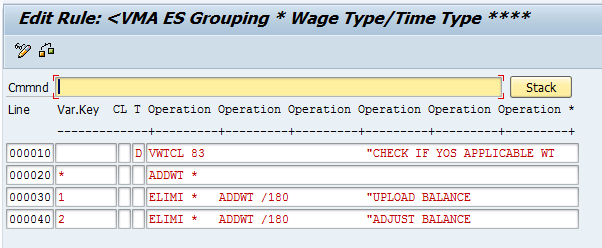 Edit Rule: <VMA ES Grouping * Wage Type/Time Type ****
Cmmnd Stack
Line Var.Key CL T Operation Operation Operation Operation Operation Operation *
------------+---------+---------+---------+---------+---------+
000010 D VWTCL 83 "CHECK IF YOS APPLICABLE WT
000020 * ADDWT *
000030 1 ELIMI * ADDWT /180 "UPLOAD BALANCE
000040 2 ELIMI * ADDWT /180 "ADJUST BALANCE